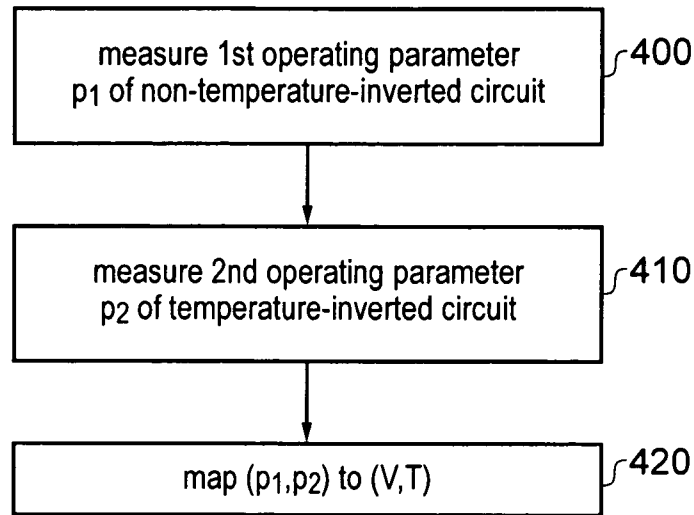 measure 1st operating parameter
p1 of non-temperature-inverted circuit
400
measure 2nd operating parameter
p2 of temperature-inverted circuit
410
map (p1,p2) to (V,T)
420